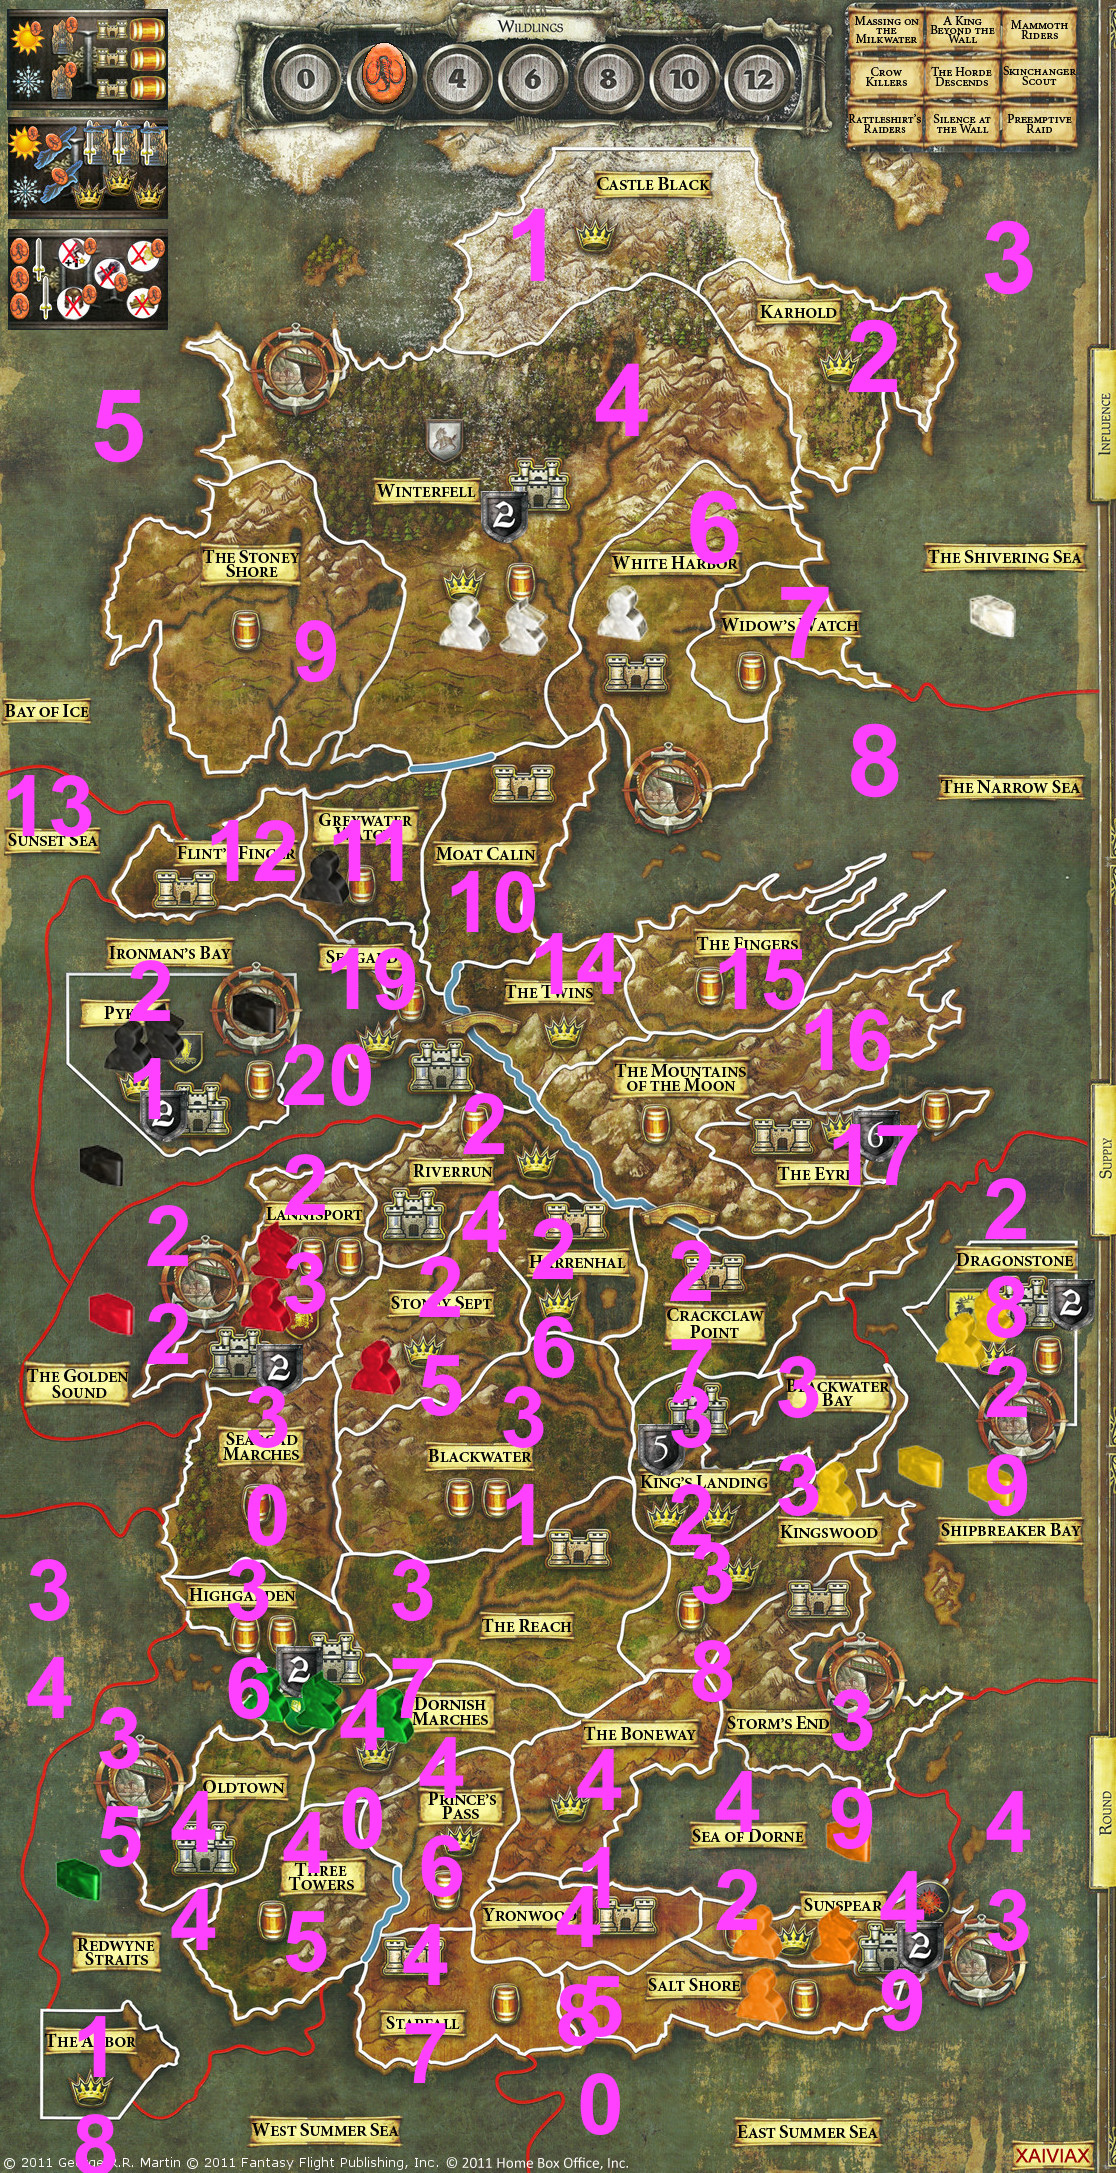 WILDLINGS
0
4
6
8
10
12
MASSING ON THE MILKWATER
A KING BEYOND THE WALL
MAMMOTH RIDERS
CROW KILLERS
THE HORDE DESCENDS
SKINCHANGER SCOUT
RATTLESHIRT'S RAIDERS
SILENCE AT THE WALL
PREEMPTIVE RAID
CASTLE BLACK
1
3
KARHOLD
2
4
5
INFLUENCE
WINTERFELL
2
6
THE STONEY
SHORE
WHITE HARBOR
THE SHIVERING SEA
7
WIDOW'S WATCH
9
BAY OF ICE
8
THE NARROW SEA
13
SUNSET SEA
GREYWATER
WATCH
12
11
FLINT'S FINGER
MOAT CALIN
10
IRONMAN'S BAY
THE FINGERS
14
SEAGARD
19
15
2
THE TWINS
PYKE
16
20
THE MOUNTAINS
OF THE MOON
1
2
2
6
17
SUPPLY
RIVERRUN
THE EYRIE
2
LANNISPORT
2
4
2
2
HARRENHAL
2
DRAGONSTONE
3
2
STONEY SEPT
8
2
CRACKCLAW
POINT
2
6
THE GOLDEN
SOUND
2
5
7
3
BLACKWATER
BAY
2
3
SEAROAD
MARCHES
3
3
5
BLACKWATER
KING'S LANDING
3
9
0
1
2
KINGSWOOD
SHIPBREAKER BAY
3
3
HIGHGARDEN
3
3
THE REACH
4
2
6
7
8
4
DORNISH
MARCHES
3
THE BONEWAY
STORM'S END
3
OLDTOWN
4
4
4
PRINCE'S
PASS
5
4
0
4
SEA OF DORNE
9
4
ROUND
THREE
TOWERS
6
1
2
SUNSPEAR
4
4
YRONWOOD
4
3
5
2
REDWYNE
STRAITS
4
SALT SHORE
9
5
8
THE ARBOR
1
STARFALL
7
0
8
WEST SUMMER SEA
EAST SUMMER SEA
XAIVIAX
© 2011 George R.R. Martin © 2011 Fantasy Flight Publishing, Inc. © 2011 Home Box Office, Inc.